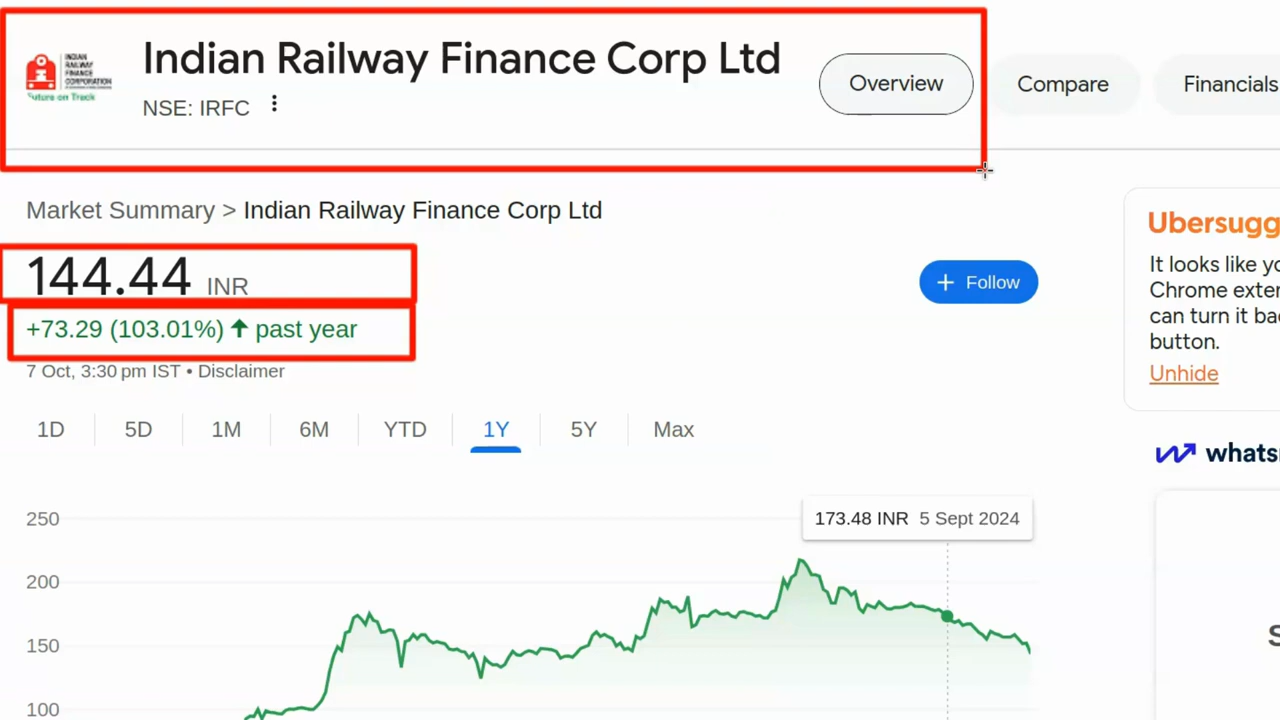 INDIAN
RAILWAY
FINANCE
CORPORATION
Future on Track
Indian Railway Finance Corp Ltd
NSE: IRFC
Overview
Compare
Financials
Market Summary > Indian Railway Finance Corp Ltd
144.44 INR
+73.29 (103.01%) ↑ past year
7 Oct, 3:30 pm IST • Disclaimer
+ Follow
1D
5D
1M
6M
YTD
1Y
5Y
Max
173.48 INR 5 Sept 2024
250
200
150
100
Ubersugg
It looks like yo
Chrome exter
can turn it bac
button.
Unhide
whats
S